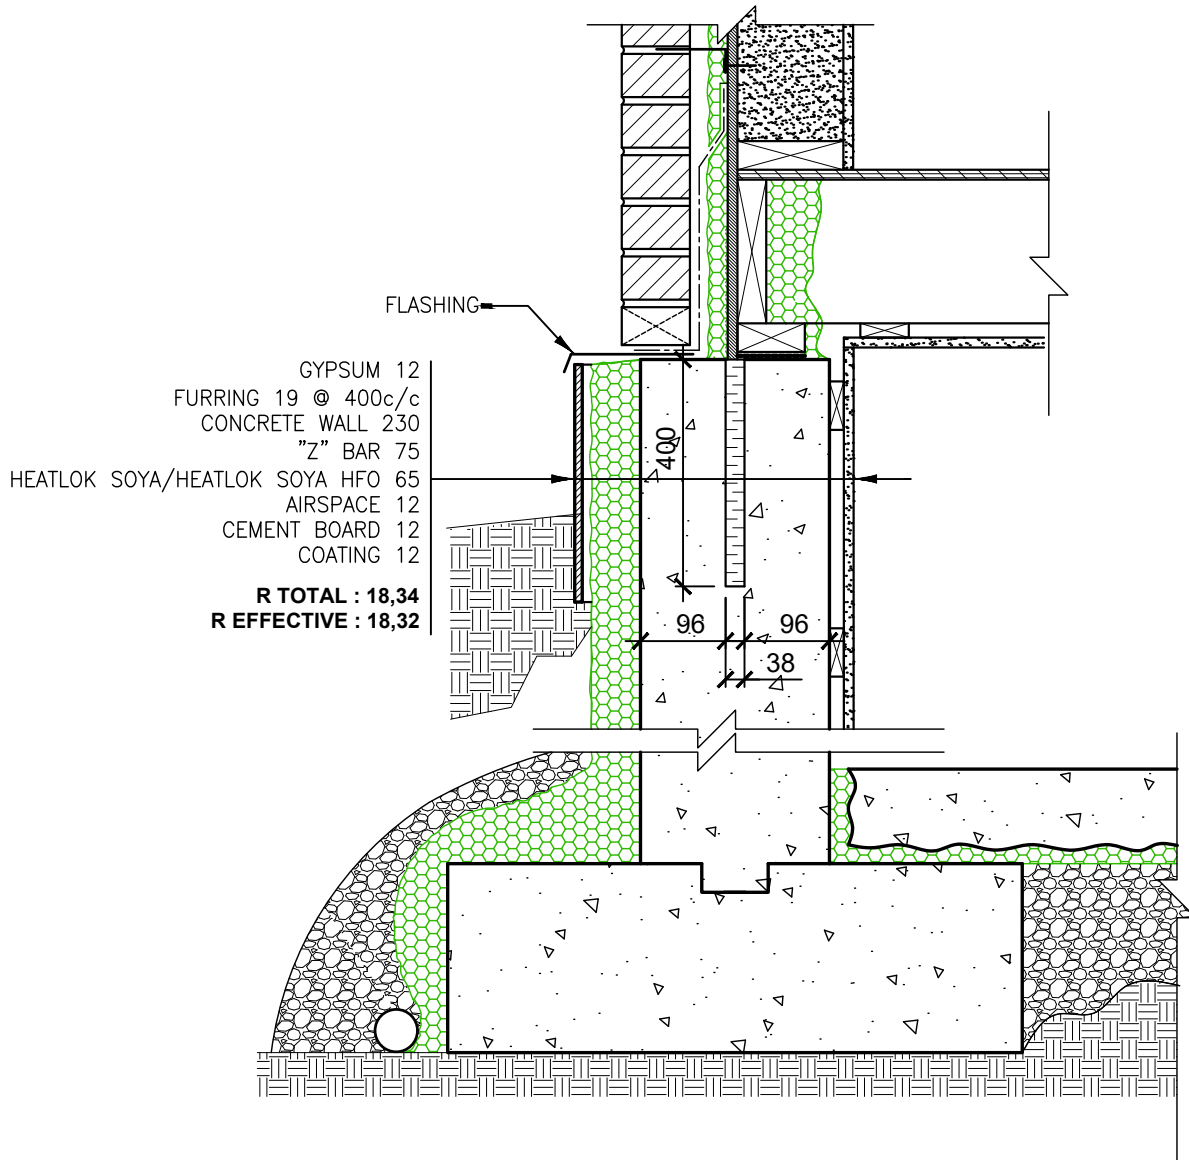 FLASHING
GYPSUM 12
FURRING 19 @ 400c/c
CONCRETE WALL 230
"Z" BAR 75
HEATLOK SOYA/HEATLOK SOYA HFO 65
AIRSPACE 12
CEMENT BOARD 12
COATING 12
R TOTAL : 18,34
R EFFECTIVE : 18,32
400
96
96
38